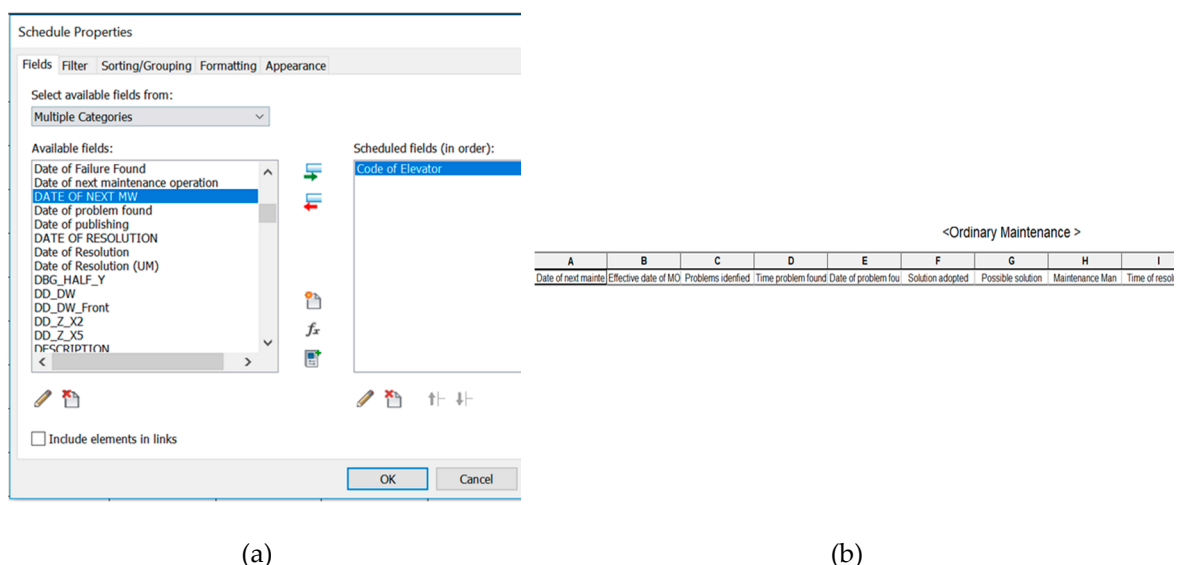 Schedule Properties
Fields Filter Sorting/Grouping Formatting Appearance
Select available fields from:
Multiple Categories
Available fields:
Date of Failure Found
Date of next maintenance operation
DATE OF NEXT MW
Date of problem found
Date of publishing
DATE OF RESOLUTION
Date of Resolution
Date of Resolution (UM)
DBG_HALF_Y
DD_DW
DD_DW_Front
DD_Z_X2
DD_Z_X5
DESCRIPTION
Scheduled fields (in order):
Code of Elevator
fx
Include elements in links
OK Cancel
(a)
<Ordinary Maintenance >
A B C D E F G H I
Date of next mainte Effective date of MO Problems idenfied Time problem found Date of problem fou Solution adopted Possible solution Maintenance Man Time of resol
(b)